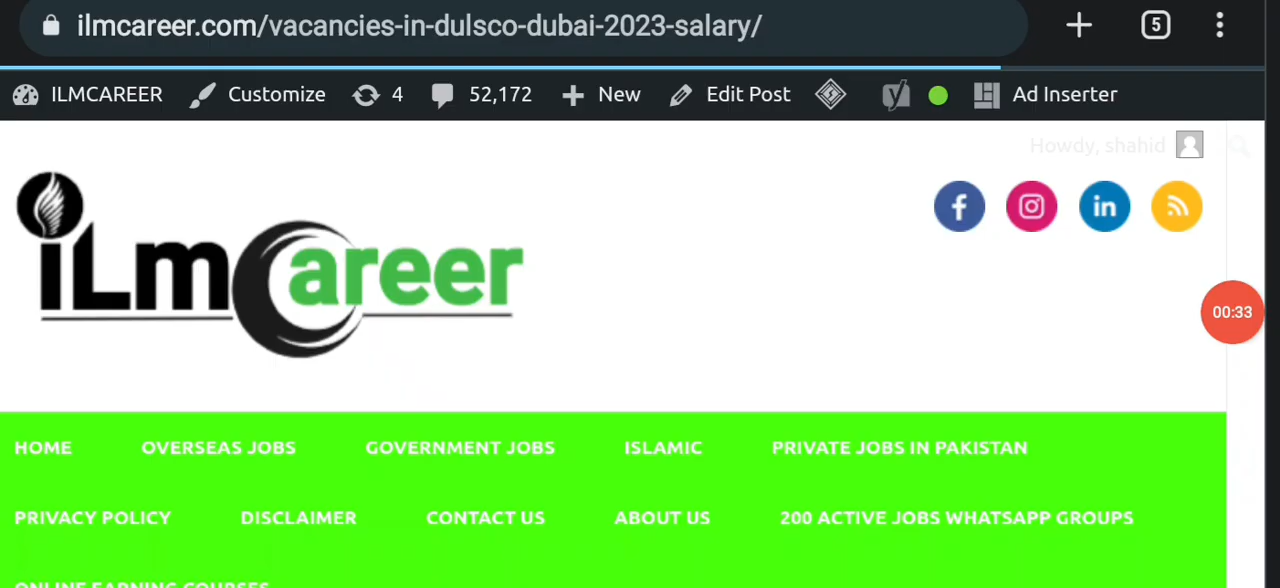 ilmcareer.com/vacancies-in-dulsco-dubai-2023-salary/
5
ILMCAREER Customize 4 52,172 New Edit Post Ad Inserter
Howdy, shahid
iLmCareer
00:33
HOME OVERSEAS JOBS GOVERNMENT JOBS ISLAMIC PRIVATE JOBS IN PAKISTAN
PRIVACY POLICY DISCLAIMER CONTACT US ABOUT US 200 ACTIVE JOBS WHATSAPP GROUPS
ONLINE EARNING COURSES